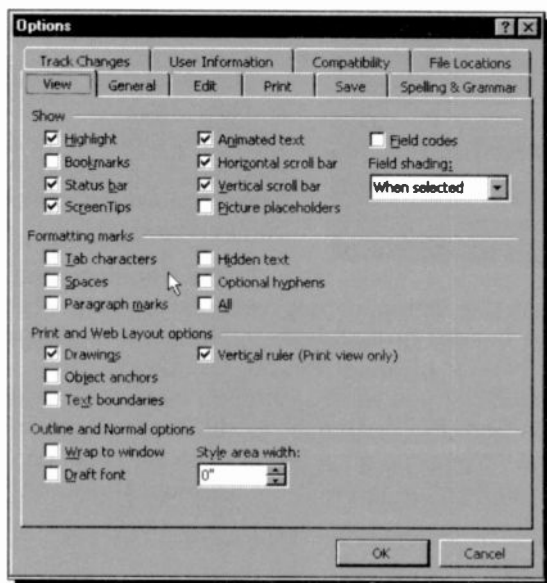 Options
Track Changes User Information Compatibility File Locations
View General Edit Print Save Spelling & Grammar
Show
Highlight Animated text Field codes
Bookmarks Horizontal scroll bar Field shading:
Status bar Vertical scroll bar When selected
ScreenTips Picture placeholders
Formatting marks
Tab characters Hidden text
Spaces Optional hyphens
Paragraph marks All
Print and Web Layout options
Drawings Vertical ruler (Print view only)
Object anchors
Text boundaries
Outline and Normal options
Wrap to window Style area width:
Draft font 0"
OK Cancel